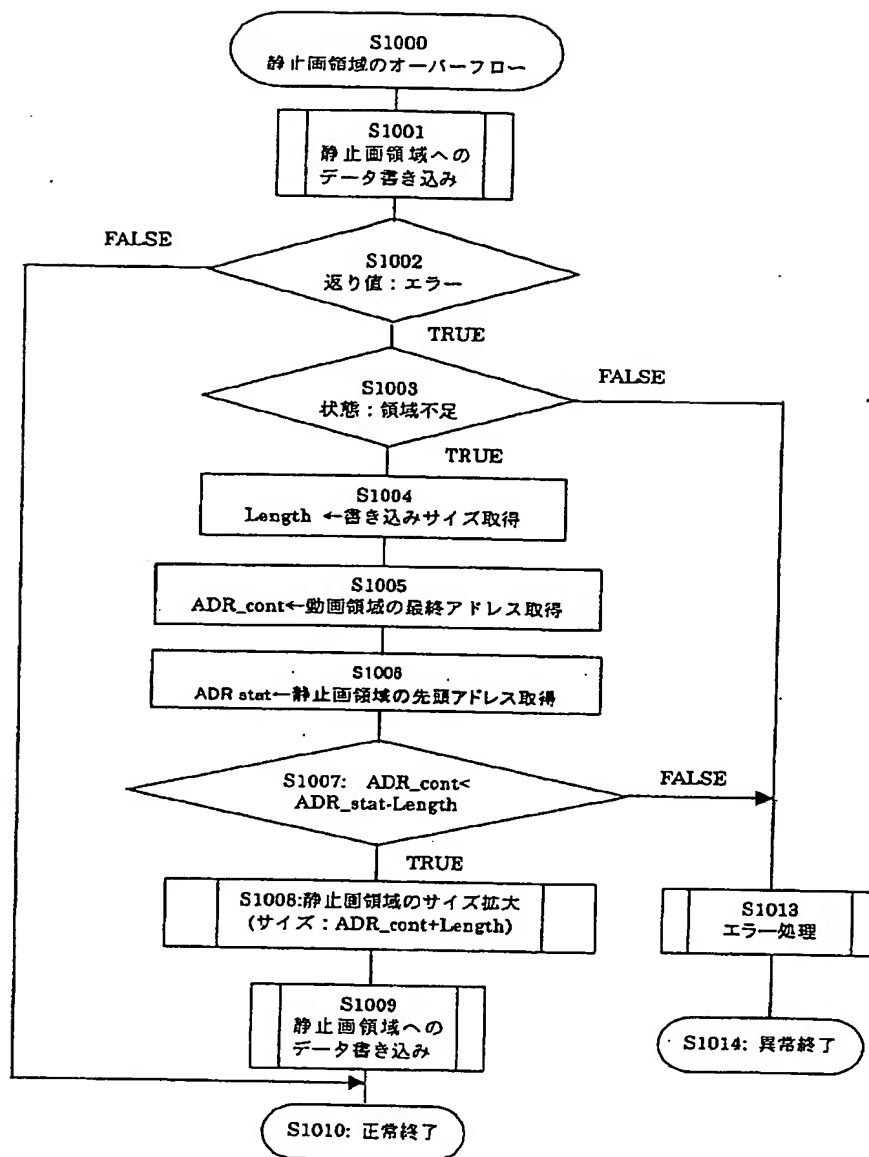 S1000
静止画領域のオーバーフロー
S1001
静止画領域への
データ書き込み
FALSE
S1002
返り値：エラー
TRUE
S1003
状態：領域不足
FALSE
TRUE
S1004
Length ←書き込みサイズ取得
S1005
ADR_cont←動画領域の最終アドレス取得
S1006
ADR stat←静止画領域の先頭アドレス取得
S1007: ADR_cont<
ADR_stat-Length
FALSE
TRUE
S1008:静止画領域のサイズ拡大
(サイズ：ADR_cont+Length)
S1013
エラー処理
S1009
静止画領域への
データ書き込み
S1014: 異常終了
S1010: 正常終了